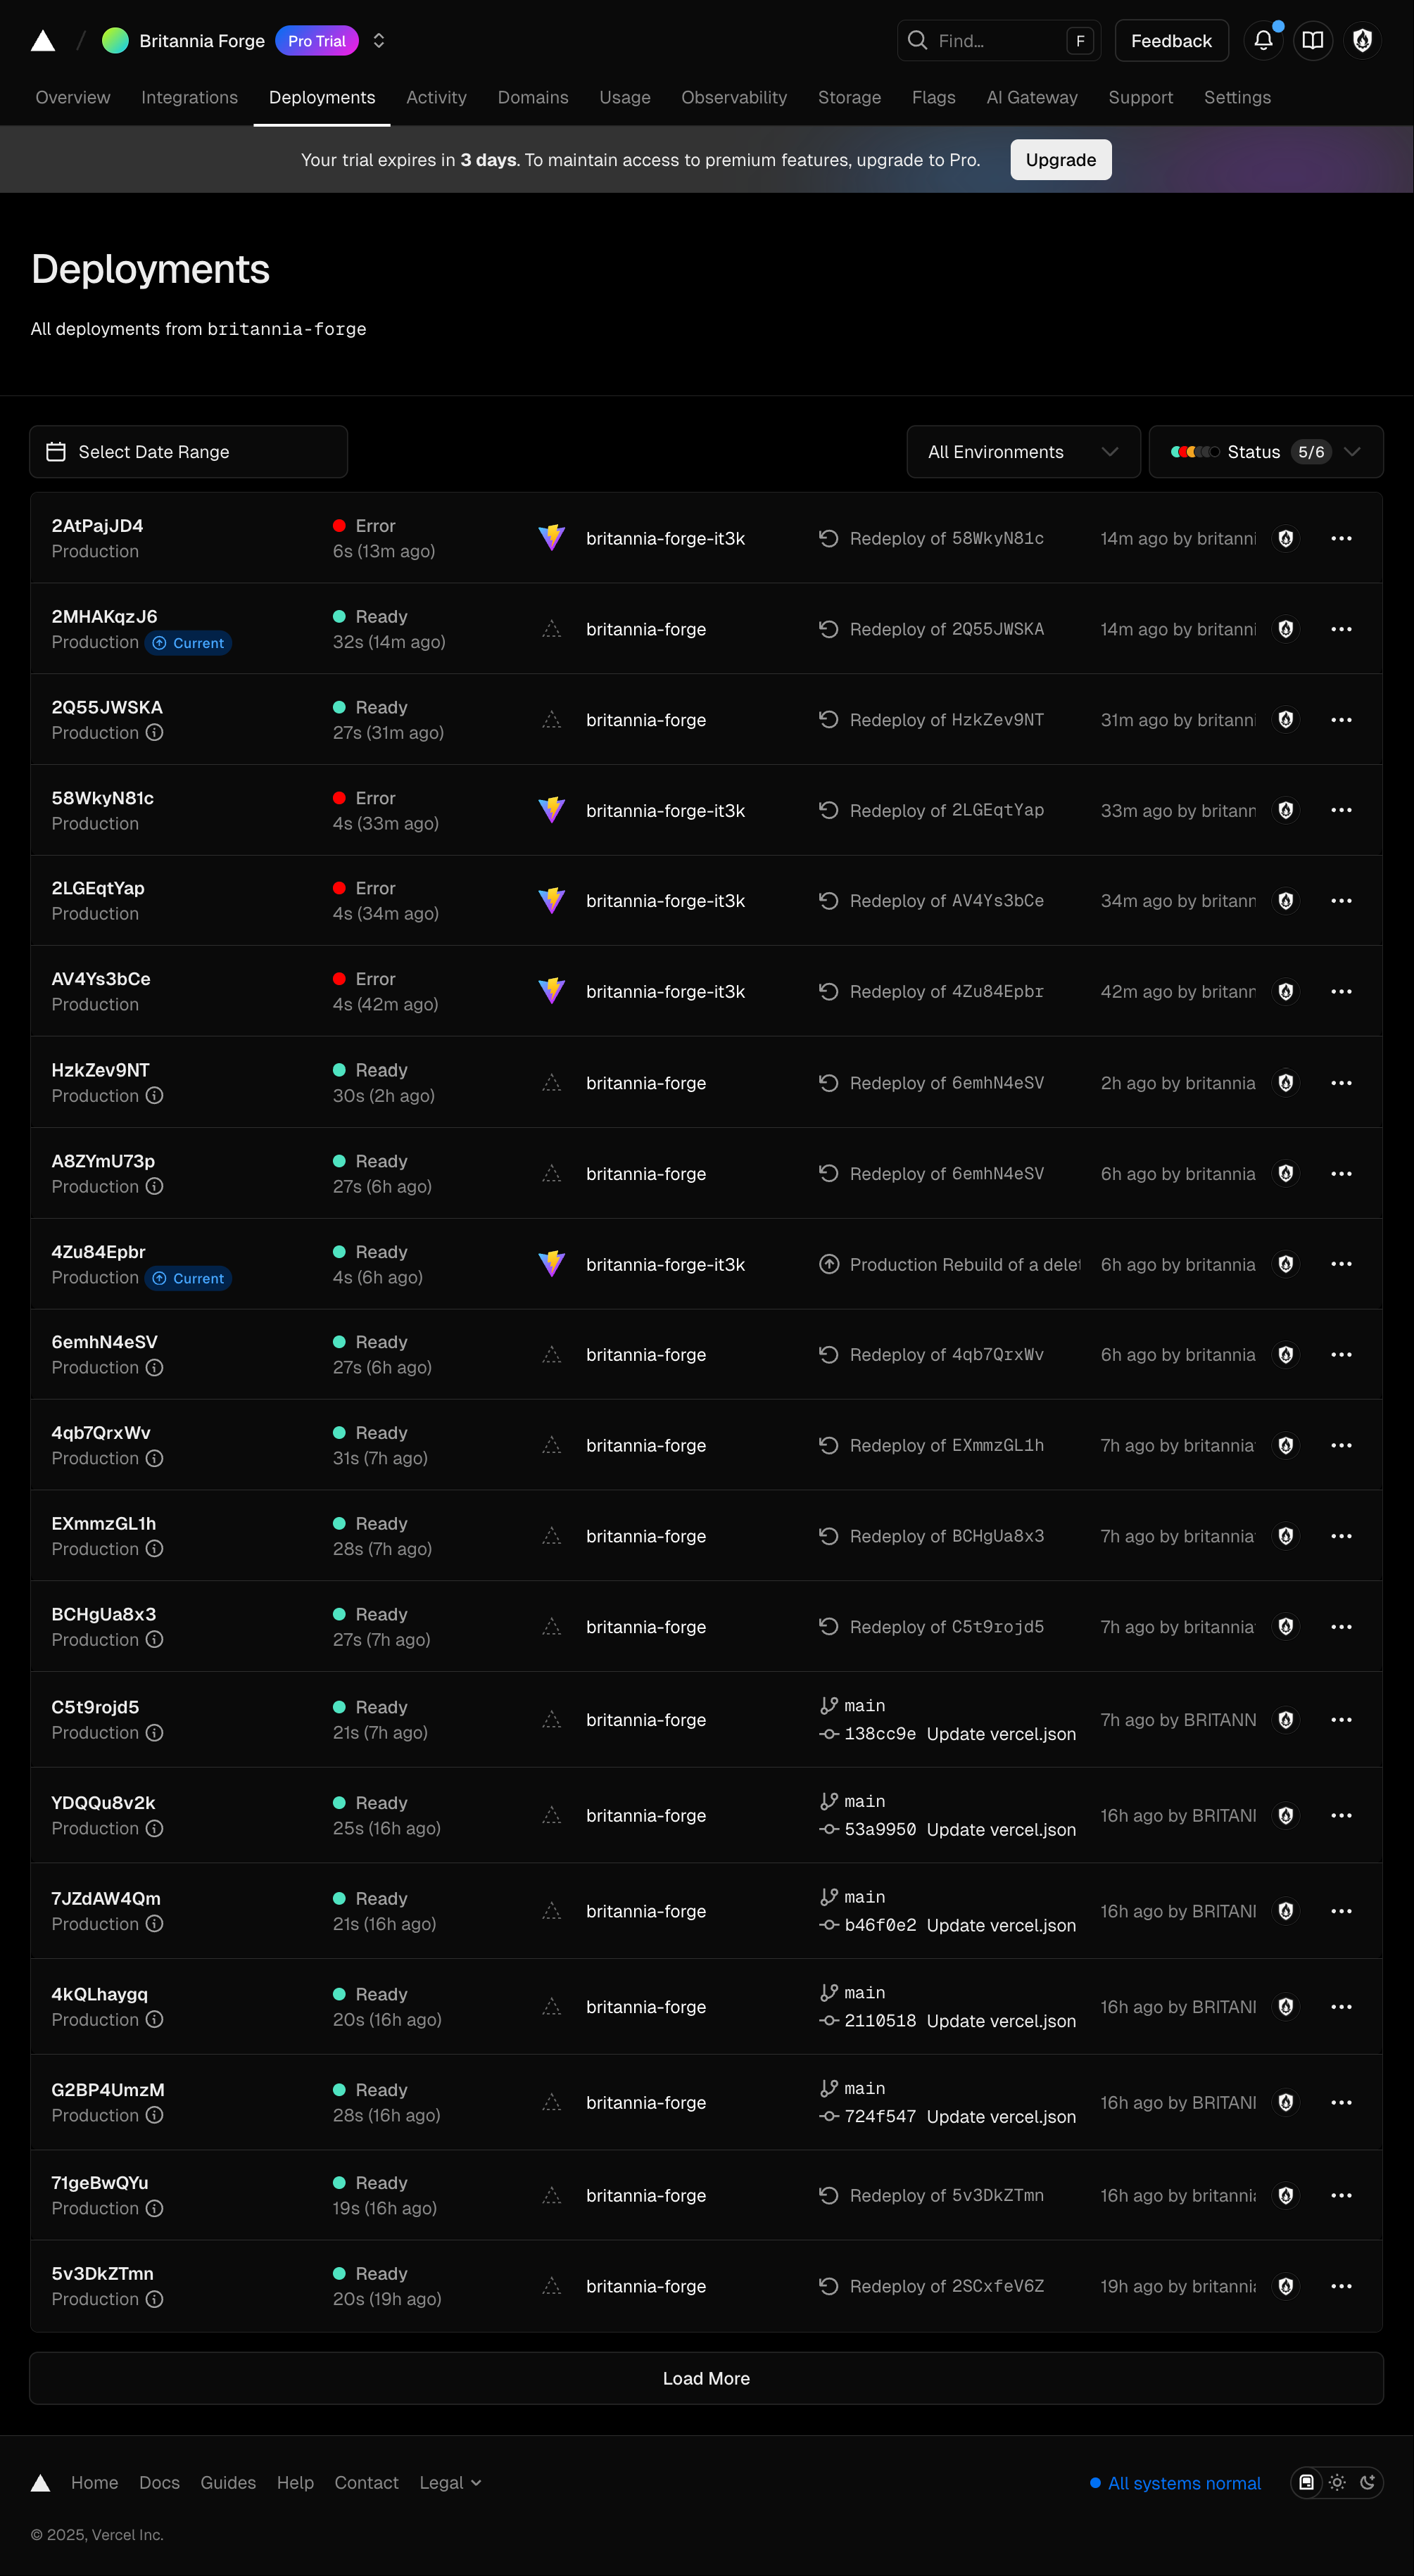 Britannia Forge Pro Trial Find... F Feedback
Overview Integrations Deployments Activity Domains Usage Observability Storage Flags AI Gateway Support Settings
Your trial expires in 3 days. To maintain access to premium features, upgrade to Pro. Upgrade
Deployments
All deployments from britannia-forge
Select Date Range All Environments Status 5/6
2AtPajJD4 Error britannia-forge-it3k Redeploy of 58WkyN81c 14m ago by britanni
Production 6s (13m ago)
2MHAKqzJ6 Ready britannia-forge Redeploy of 2Q55JWSKA 14m ago by britanni
Production Current 32s (14m ago)
2Q55JWSKA Ready britannia-forge Redeploy of HzkZev9NT 31m ago by britanni
Production 27s (31m ago)
58WkyN81c Error britannia-forge-it3k Redeploy of 2LGEqtYap 33m ago by britann
Production 4s (33m ago)
2LGEqtYap Error britannia-forge-it3k Redeploy of AV4Ys3bCe 34m ago by britann
Production 4s (34m ago)
AV4Ys3bCe Error britannia-forge-it3k Redeploy of 4Zu84Epbr 42m ago by britann
Production 4s (42m ago)
HzkZev9NT Ready britannia-forge Redeploy of 6emhN4eSV 2h ago by britannia
Production 30s (2h ago)
A8ZYmU73p Ready britannia-forge Redeploy of 6emhN4eSV 6h ago by britannia
Production 27s (6h ago)
4Zu84Epbr Ready britannia-forge-it3k Production Rebuild of a delet 6h ago by britannia
Production Current 4s (6h ago)
6emhN4eSV Ready britannia-forge Redeploy of 4qb7QrxWv 6h ago by britannia
Production 27s (6h ago)
4qb7QrxWv Ready britannia-forge Redeploy of EXmmzGL1h 7h ago by britannia
Production 31s (7h ago)
EXmmzGL1h Ready britannia-forge Redeploy of BCHgUa8x3 7h ago by britannia
Production 28s (7h ago)
BCHgUa8x3 Ready britannia-forge Redeploy of C5t9rojd5 7h ago by britannia
Production 27s (7h ago)
C5t9rojd5 Ready britannia-forge main 7h ago by BRITANN
Production 21s (7h ago) 138cc9e Update vercel.json
YDQQu8v2k Ready britannia-forge main 16h ago by BRITANI
Production 25s (16h ago) 53a9950 Update vercel.json
7JZdAW4Qm Ready britannia-forge main 16h ago by BRITANI
Production 21s (16h ago) b46f0e2 Update vercel.json
4kQLhaygq Ready britannia-forge main 16h ago by BRITANI
Production 20s (16h ago) 2110518 Update vercel.json
G2BP4UmzM Ready britannia-forge main 16h ago by BRITANI
Production 28s (16h ago) 724f547 Update vercel.json
71geBwQYu Ready britannia-forge Redeploy of 5v3DkZTmn 16h ago by britannia
Production 19s (16h ago)
5v3DkZTmn Ready britannia-forge Redeploy of 2SCxfeV6Z 19h ago by britannia
Production 20s (19h ago)
Load More
Home Docs Guides Help Contact Legal All systems normal
© 2025, Vercel Inc.